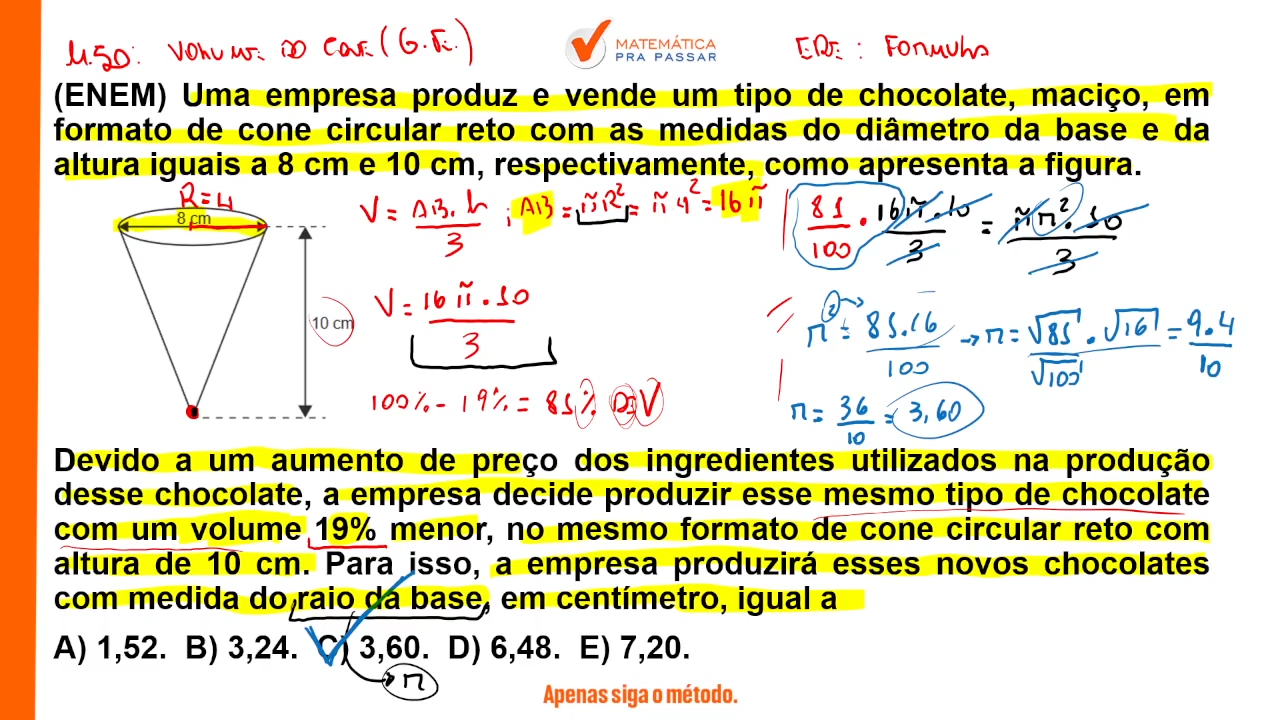 M.SD: VOLUME DO CONE (G.E.)
MATEMÁTICA
PRA PASSAR
(ENEM) Uma empresa produz e vende um tipo de chocolate, maciço, em
formato de cone circular reto com as medidas do diâmetro da base e da
altura iguais a 8 cm e 10 cm, respectivamente, como apresenta a figura.
R=4
8 cm
10 cm
V = AB.h / 3 ; AB = πR² = π4² = 16π
V = 16π.10 / 3
100% - 19% = 81% DE V
81/100 . 16π.10/3 = πr².10/3
r² = 81.16/100 → r = √81 . √16 / √100 = 9.4/10
r = 36/10 = 3,60
Devido a um aumento de preço dos ingredientes utilizados na produção
desse chocolate, a empresa decide produzir esse mesmo tipo de chocolate
com um volume 19% menor, no mesmo formato de cone circular reto com
altura de 10 cm. Para isso, a empresa produzirá esses novos chocolates
com medida do raio da base, em centímetro, igual a
A) 1,52. B) 3,24. C) 3,60. D) 6,48. E) 7,20.
r
Apenas siga o método.